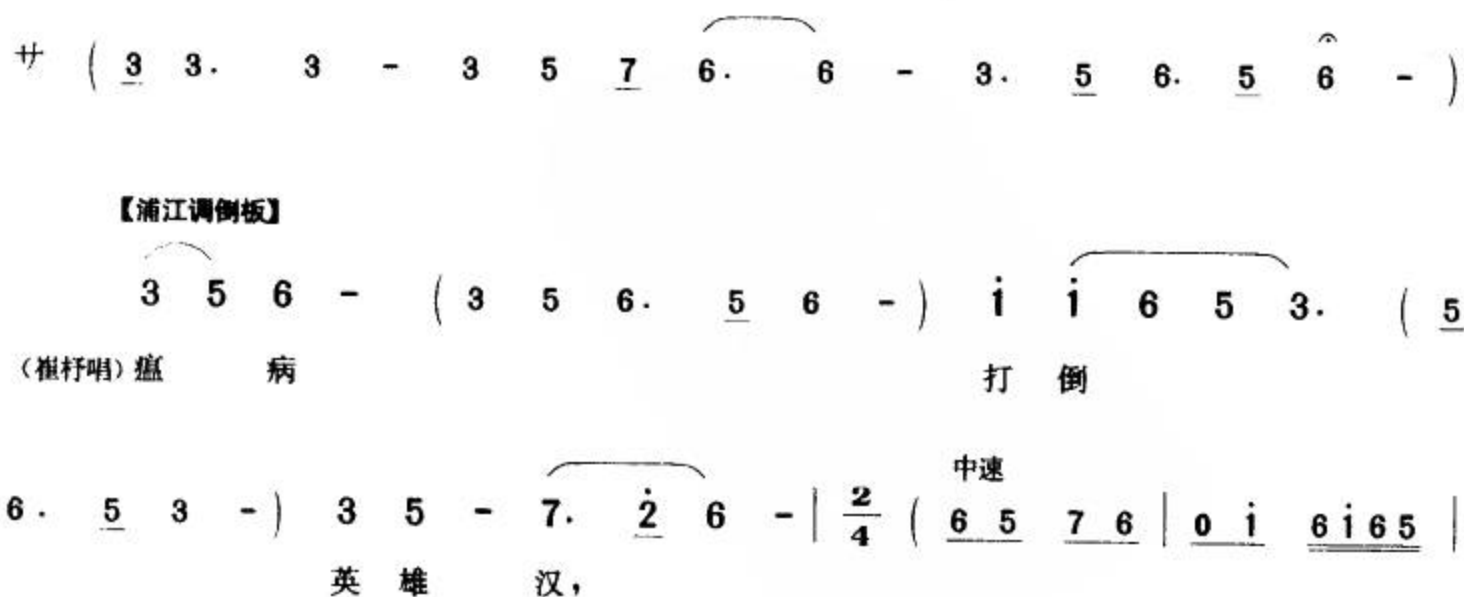 サ ( 3 3. 3 - 3 5 7 6. 6 - 3. 5 6. 5 6 - )
【浦江调倒板】
3 5 6 - ( 3 5 6. 5 6 - ) i i 6 5 3. ( 5
(崔杼唱) 瘟 病 打 倒
中速
6. 5 3 - ) 3 5 - 7. 2̇ 6 - | 2/4 ( 6 5 7 6 | 0 i 6 i 6 5 |
英 雄 汉，